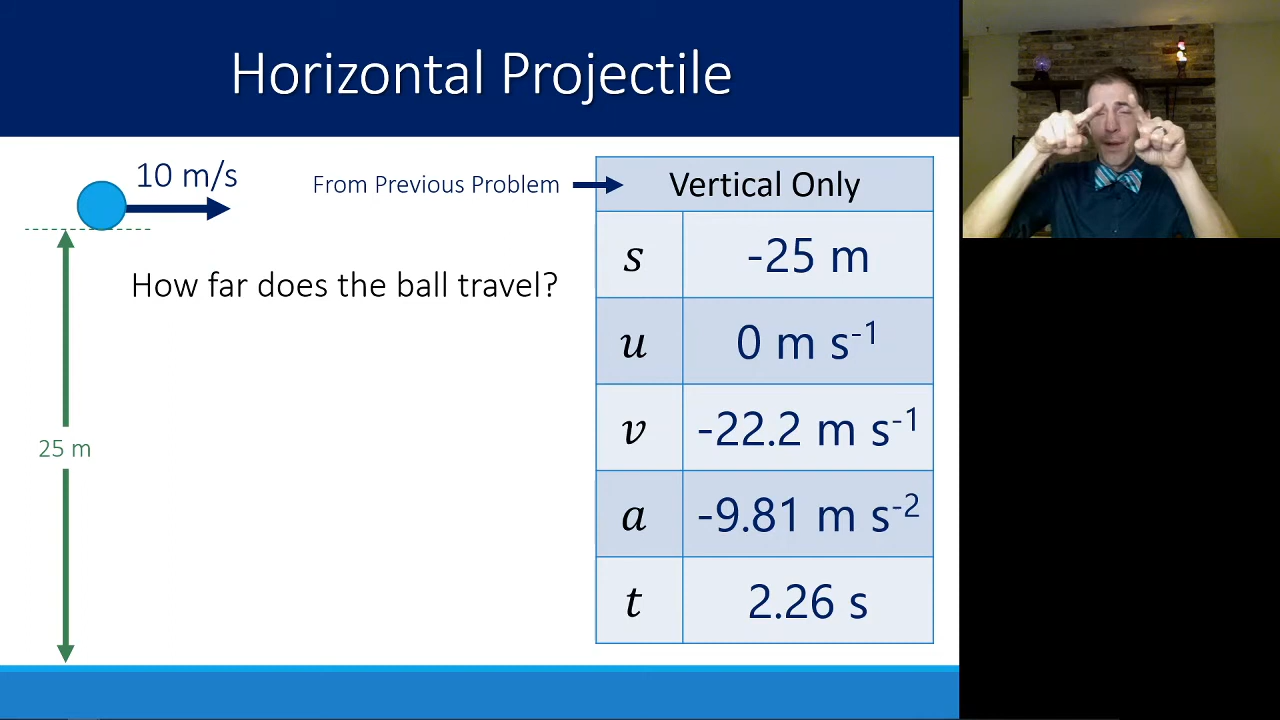 Horizontal Projectile
10 m/s
From Previous Problem
How far does the ball travel?
25 m
Vertical Only
s -25 m
u 0 m s⁻¹
v -22.2 m s⁻¹
a -9.81 m s⁻²
t 2.26 s